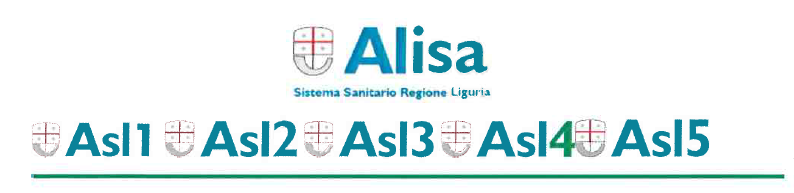 Alisa
Sistema Sanitario Regione Liguria
Asl1 Asl2 Asl3 Asl4 Asl5